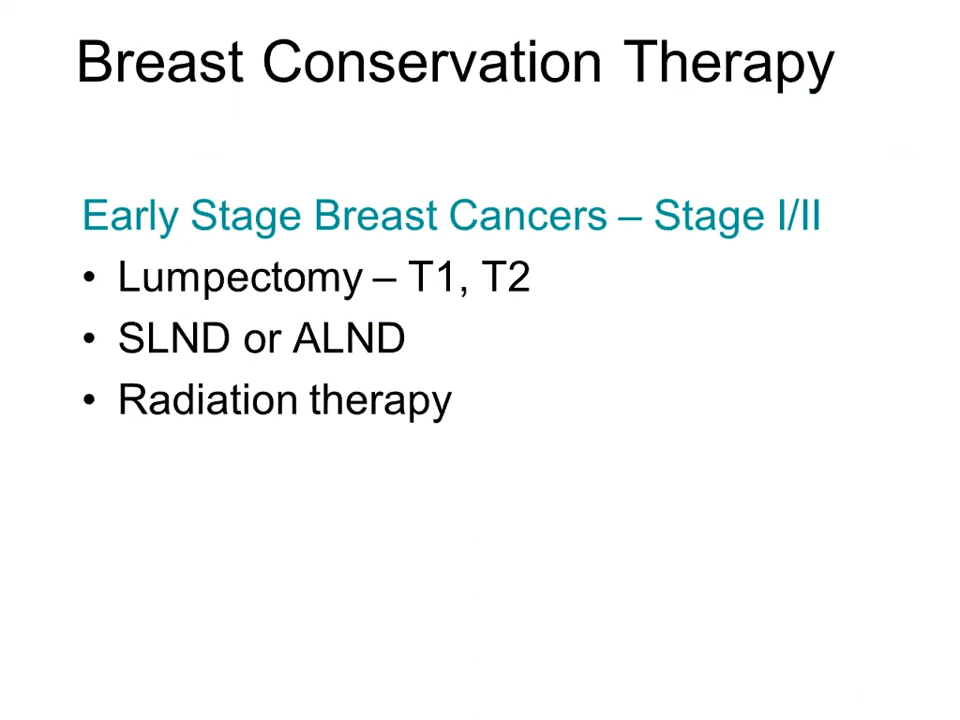 Breast Conservation Therapy
Early Stage Breast Cancers – Stage I/II
• Lumpectomy – T1, T2
• SLND or ALND
• Radiation therapy